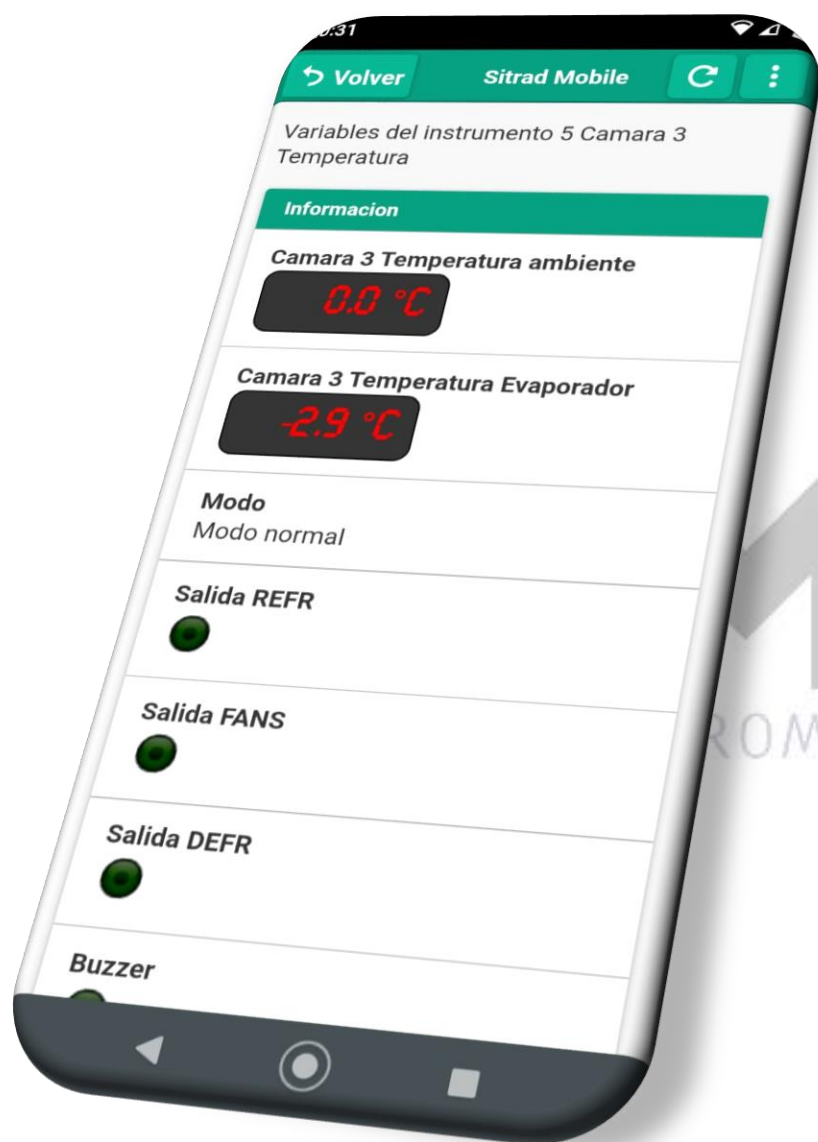 :31
Volver
Sitrad Mobile
Variables del instrumento 5 Camara 3
Temperatura
Informacion
Camara 3 Temperatura ambiente
0.0 °C
Camara 3 Temperatura Evaporador
-2.9 °C
Modo
Modo normal
Salida REFR
Salida FANS
Salida DEFR
Buzzer